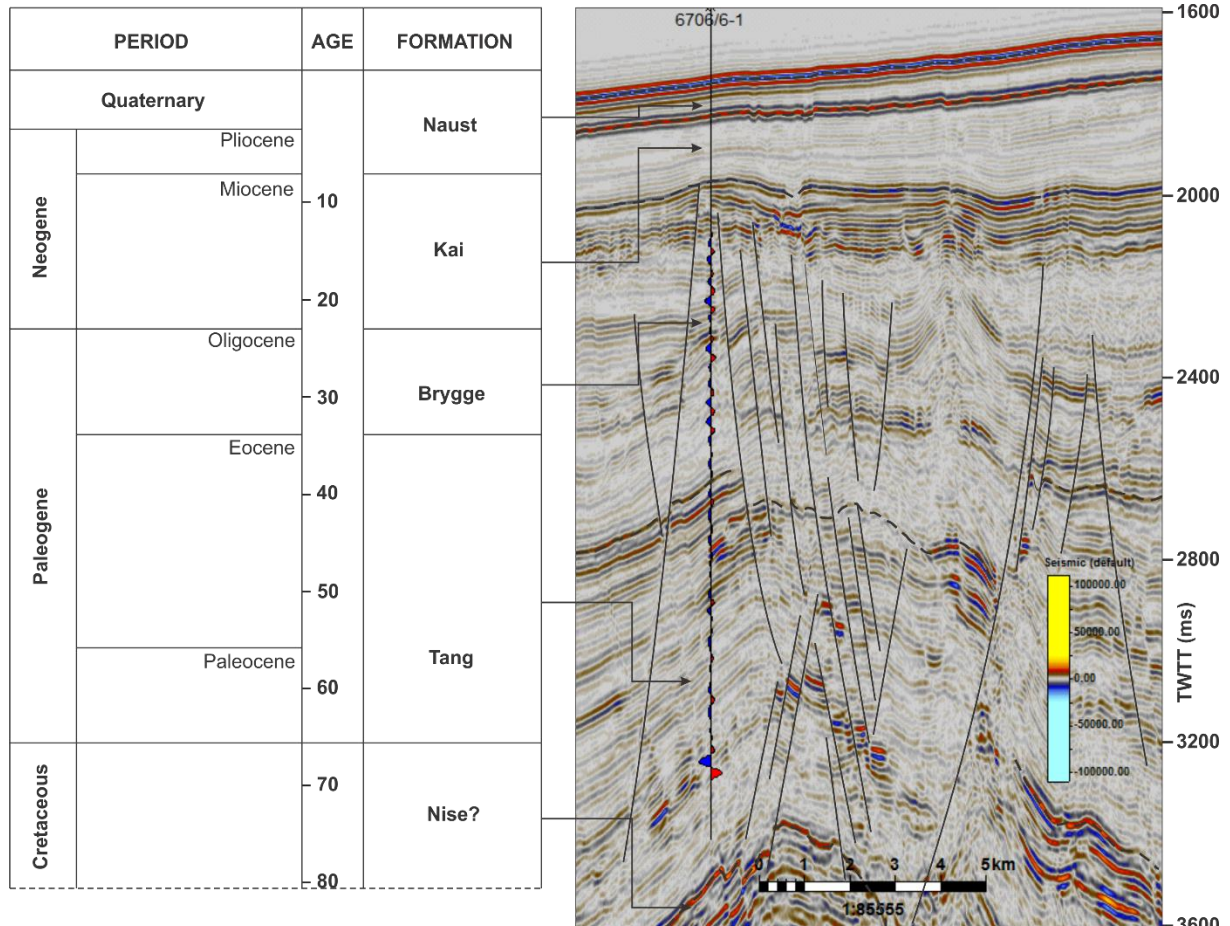 PERIOD
AGE
FORMATION
Quaternary
Neogene
Pliocene
Miocene
Paleogene
Oligocene
Eocene
Paleocene
Cretaceous
10
20
30
40
50
60
70
80
Naust
Kai
Brygge
Tang
Nise?
6706/6-1
1600
2000
2400
2800
3200
3600
TWTT (ms)
Seismic (default)
100000.00
50000.00
0.00
-50000.00
-100000.00
0 1 2 3 4 5km
1:85555